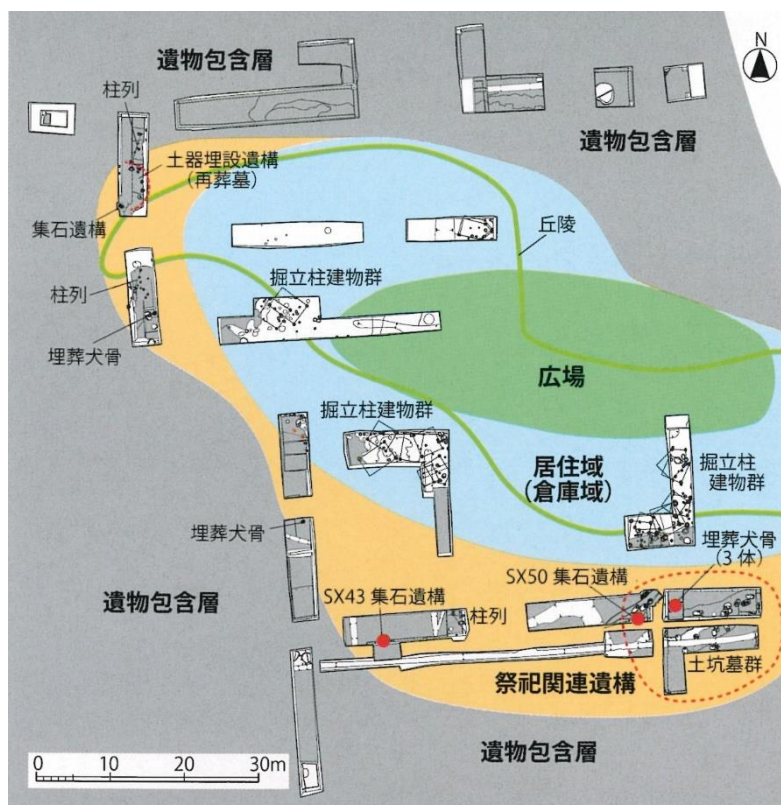 遺物包含層
N
柱列
遺物包含層
土器埋設遺構
(再葬墓)
集石遺構
丘陵
柱列
掘立柱建物群
埋葬犬骨
広場
掘立柱建物群
居住域
(倉庫域)
掘立柱
建物群
埋葬犬骨
埋葬犬骨
(3体)
SX50 集石遺構
遺物包含層
SX43 集石遺構
柱列
土坑墓群
祭祀関連遺構
遺物包含層
0 10 20 30m